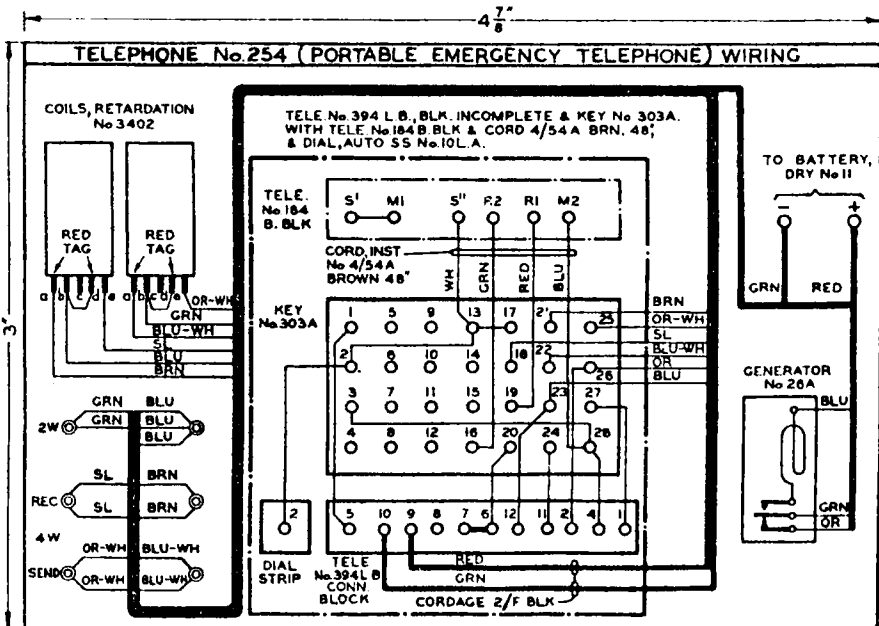 4 7/8"
3"
TELEPHONE No.254 (PORTABLE EMERGENCY TELEPHONE) WIRING
COILS, RETARDATION
No 3402
RED
TAG
RED
TAG
a b c d e
a b c d e
OR-WH
GRN
BLU-WH
SL
BLU
BRN
TELE. No.394 L.B., BLK. INCOMPLETE & KEY No 303A.
WITH TELE. No.184 B.BLK & CORD 4/54A BRN. 48",
& DIAL, AUTO SS No.10 L.A.
TELE.
No 184
B. BLK
S' M1 S" R2 R1 M2
CORD, INST
No 4/54A
BROWN 48"
WH GRN RED BLU
KEY
No.303A
1 5 9 13 17 21 25
2 6 10 14 18 22 26
3 7 11 15 19 23 27
4 8 12 16 20 24 28
BRN
OR-WH
SL
BLU-WH
OR
BLU
TO BATTERY,
DRY No 11
- +
GRN RED
GENERATOR
No 26A
BLU
GRN
OR
GRN BLU
2W GRN BLU
BLU
SL BRN
REC SL BRN
4W
OR-WH BLU-WH
SEND OR-WH BLU-WH
2
DIAL
STRIP
5 10 9 8 7 6 12 11 2 4 1
TELE
No.394 L B
CONN.
BLOCK
RED
GRN
CORDAGE 2/F BLK